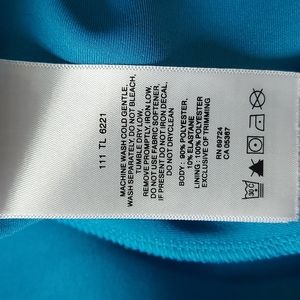 111 TL 6221
MACHINE WASH COLD GENTLE,
WASH SEPARATELY, DO NOT BLEACH,
TUMBLE DRY LOW,
REMOVE PROMPTLY, IRON LOW,
DO NOT USE FABRIC SOFTENER,
IF PRESENT DO NOT IRON DECAL,
DO NOT DRYCLEAN
BODY : 90% POLYESTER,
10% ELASTANE
LINING : 100% POLYESTER
EXCLUSIVE OF TRIMMING
RN 69724
CA 05367